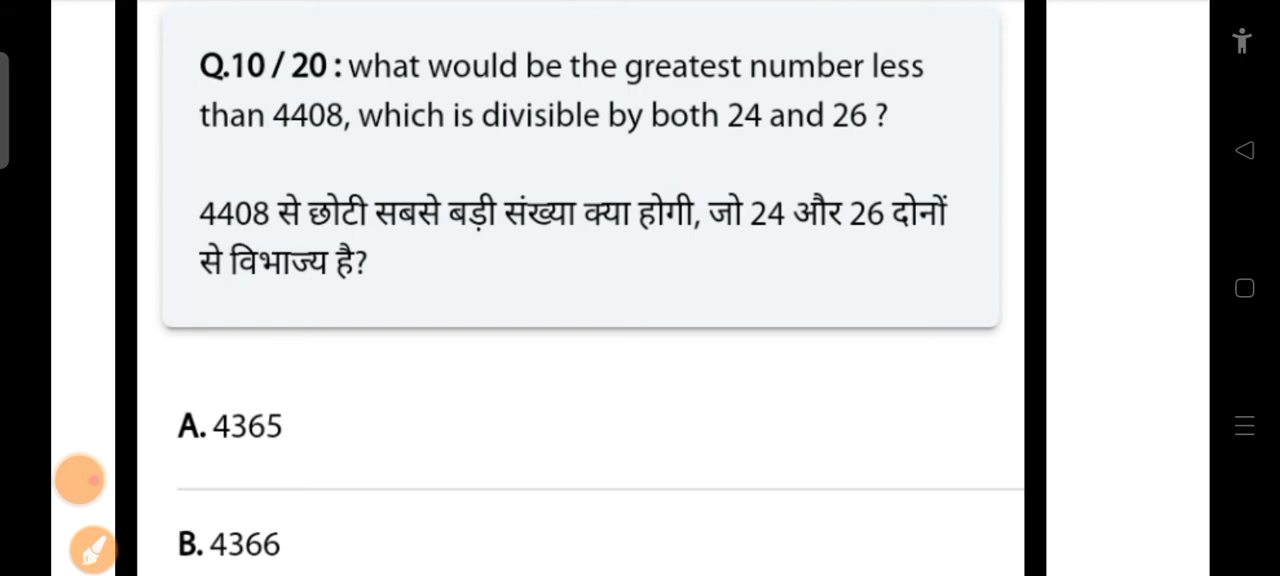 Q.10 / 20 : what would be the greatest number less
than 4408, which is divisible by both 24 and 26 ?
4408 से छोटी सबसे बड़ी संख्या क्या होगी, जो 24 और 26 दोनों
से विभाज्य है?
A. 4365
B. 4366